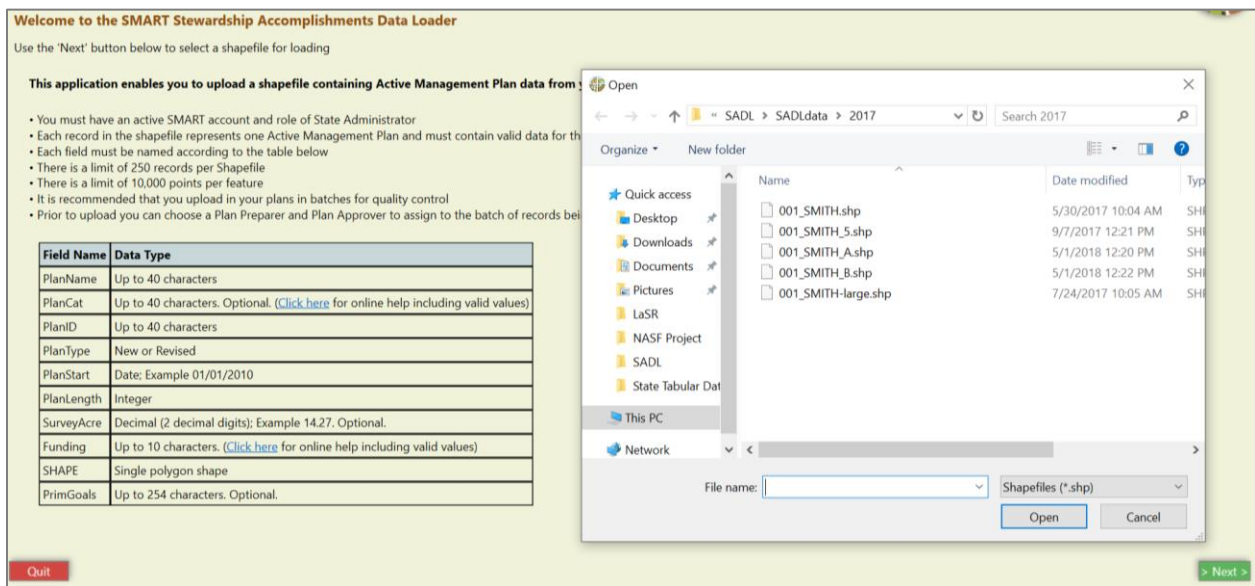 Welcome to the SMART Stewardship Accomplishments Data Loader
Use the 'Next' button below to select a shapefile for loading
This application enables you to upload a shapefile containing Active Management Plan data from
• You must have an active SMART account and role of State Administrator
• Each record in the shapefile represents one Active Management Plan and must contain valid data for th
• Each field must be named according to the table below
• There is a limit of 250 records per Shapefile
• There is a limit of 10,000 points per feature
• It is recommended that you upload in your plans in batches for quality control
• Prior to upload you can choose a Plan Preparer and Plan Approver to assign to the batch of records bei
Field Name Data Type
PlanName Up to 40 characters
PlanCat Up to 40 characters. Optional. (Click here for online help including valid values)
PlanID Up to 40 characters
PlanType New or Revised
PlanStart Date; Example 01/01/2010
PlanLength Integer
SurveyAcre Decimal (2 decimal digits); Example 14.27. Optional.
Funding Up to 10 characters. (Click here for online help including valid values)
SHAPE Single polygon shape
PrimGoals Up to 254 characters. Optional.
Quit
> Next >
Open
« SADL > SADLdata > 2017
Search 2017
Organize
New folder
Quick access
Desktop
Downloads
Documents
Pictures
LaSR
NASF Project
SADL
State Tabular Dat
This PC
Network
Name Date modified Typ
001_SMITH.shp 5/30/2017 10:04 AM SHI
001_SMITH_5.shp 9/7/2017 12:21 PM SHI
001_SMITH_A.shp 5/1/2018 12:20 PM SHI
001_SMITH_B.shp 5/1/2018 12:22 PM SHI
001_SMITH-large.shp 7/24/2017 10:05 AM SHI
File name:
Shapefiles (*.shp)
Open
Cancel